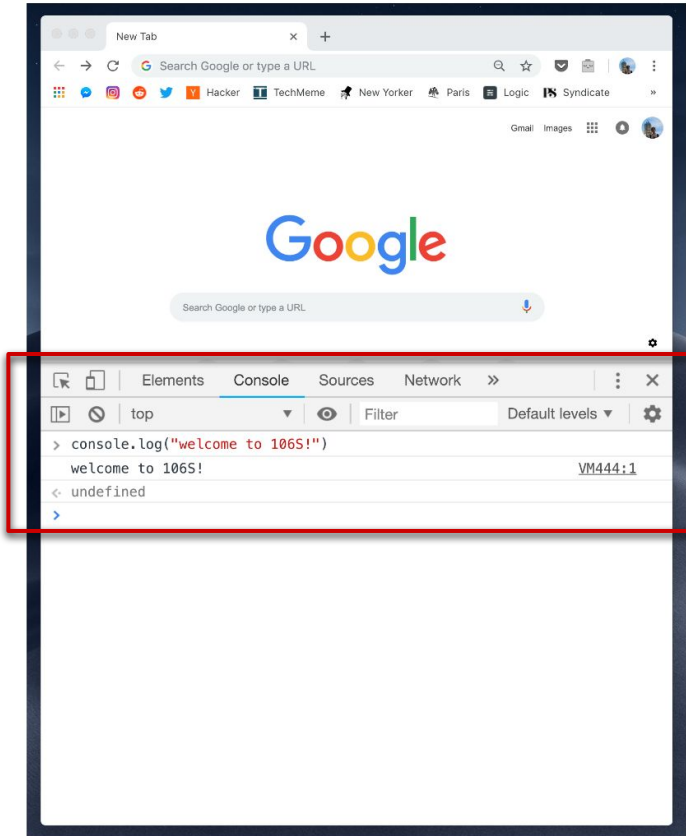 New Tab
Search Google or type a URL
Hacker TechMeme New Yorker Paris Logic Syndicate »
Gmail Images
Google
Search Google or type a URL
Elements Console Sources Network »
top Filter Default levels ▼
> console.log("welcome to 106S!")
welcome to 106S! VM444:1
<· undefined
>